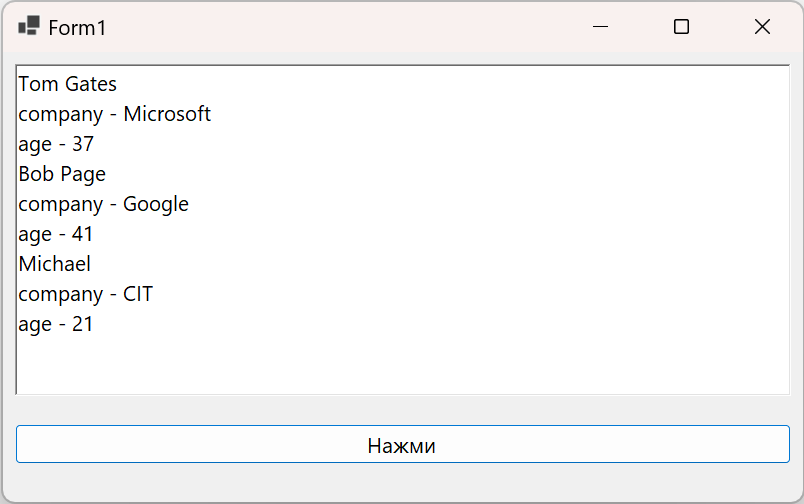 Form1
Tom Gates
company - Microsoft
age - 37
Bob Page
company - Google
age - 41
Michael
company - CIT
age - 21
Нажми